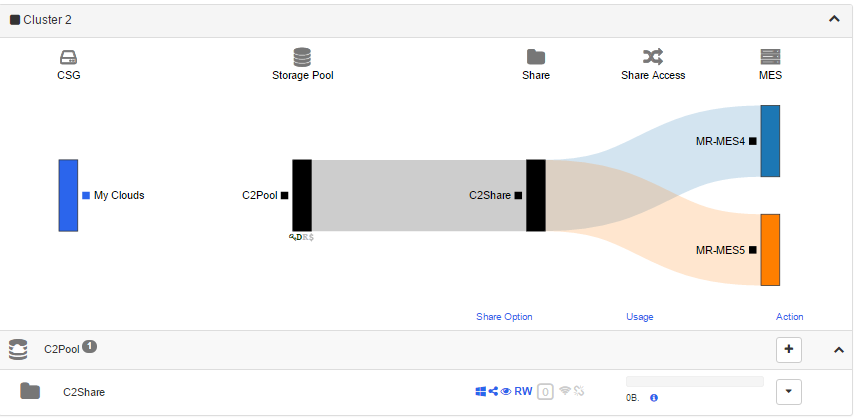 Cluster 2
CSG
Storage Pool
Share
Share Access
MES
MR-MES4
My Clouds
C2Pool
C2Share
DK$
MR-MES5
Share Option
Usage
Action
C2Pool 1
+
C2Share
RW 0
0B.